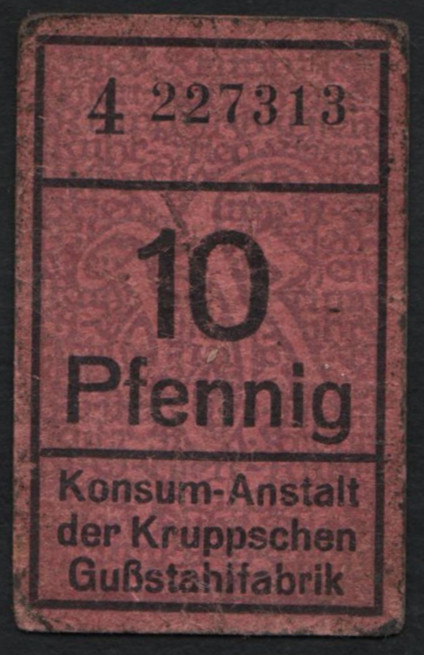 4 227313
10
Pfennig
Konsum-Anstalt
der Kruppschen
Gußstahlfabrik